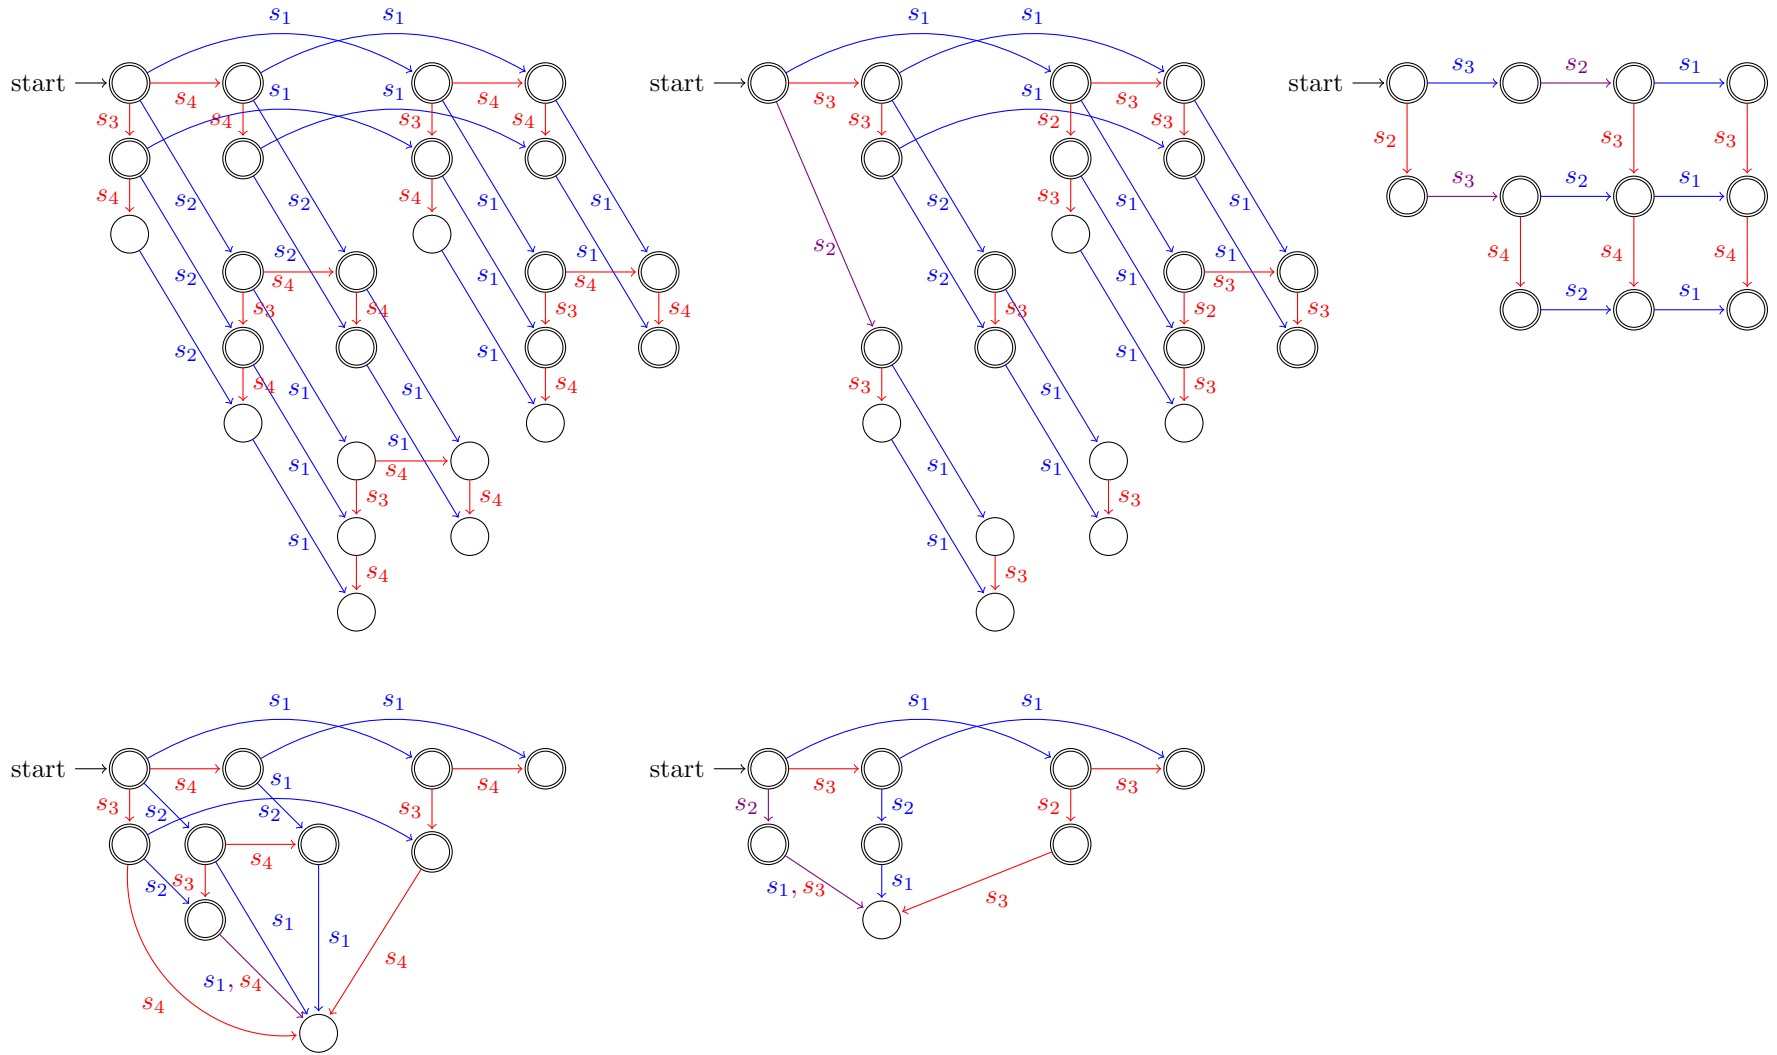 s₁ s₁ s₁ s₁
start s₄ s₁ s₁ s₄ start s₃ s₁ s₃ start s₃ s₂ s₁
s₃ s₄ s₃ s₄ s₃ s₂ s₃ s₂ s₃ s₃
s₄ s₂ s₂ s₄ s₁ s₁ s₂ s₃ s₁ s₁ s₃ s₂ s₁
s₂ s₂ s₄ s₁ s₁ s₄ s₂ s₂ s₁ s₁ s₃ s₄ s₄ s₄
s₃ s₄ s₃ s₄ s₃ s₂ s₃ s₂ s₁
s₂ s₄ s₁ s₁ s₁ s₄ s₃ s₁ s₁ s₃
s₁ s₁ s₄ s₁ s₁
s₃ s₄ s₃
s₁ s₄ s₁ s₃
s₁ s₁ s₁ s₁
start s₄ s₁ s₄ start s₃ s₃
s₃ s₂ s₂ s₃ s₂ s₂ s₂
s₂ s₃ s₄ s₁, s₃ s₁ s₃
s₁ s₁
s₁, s₄ s₄
s₄